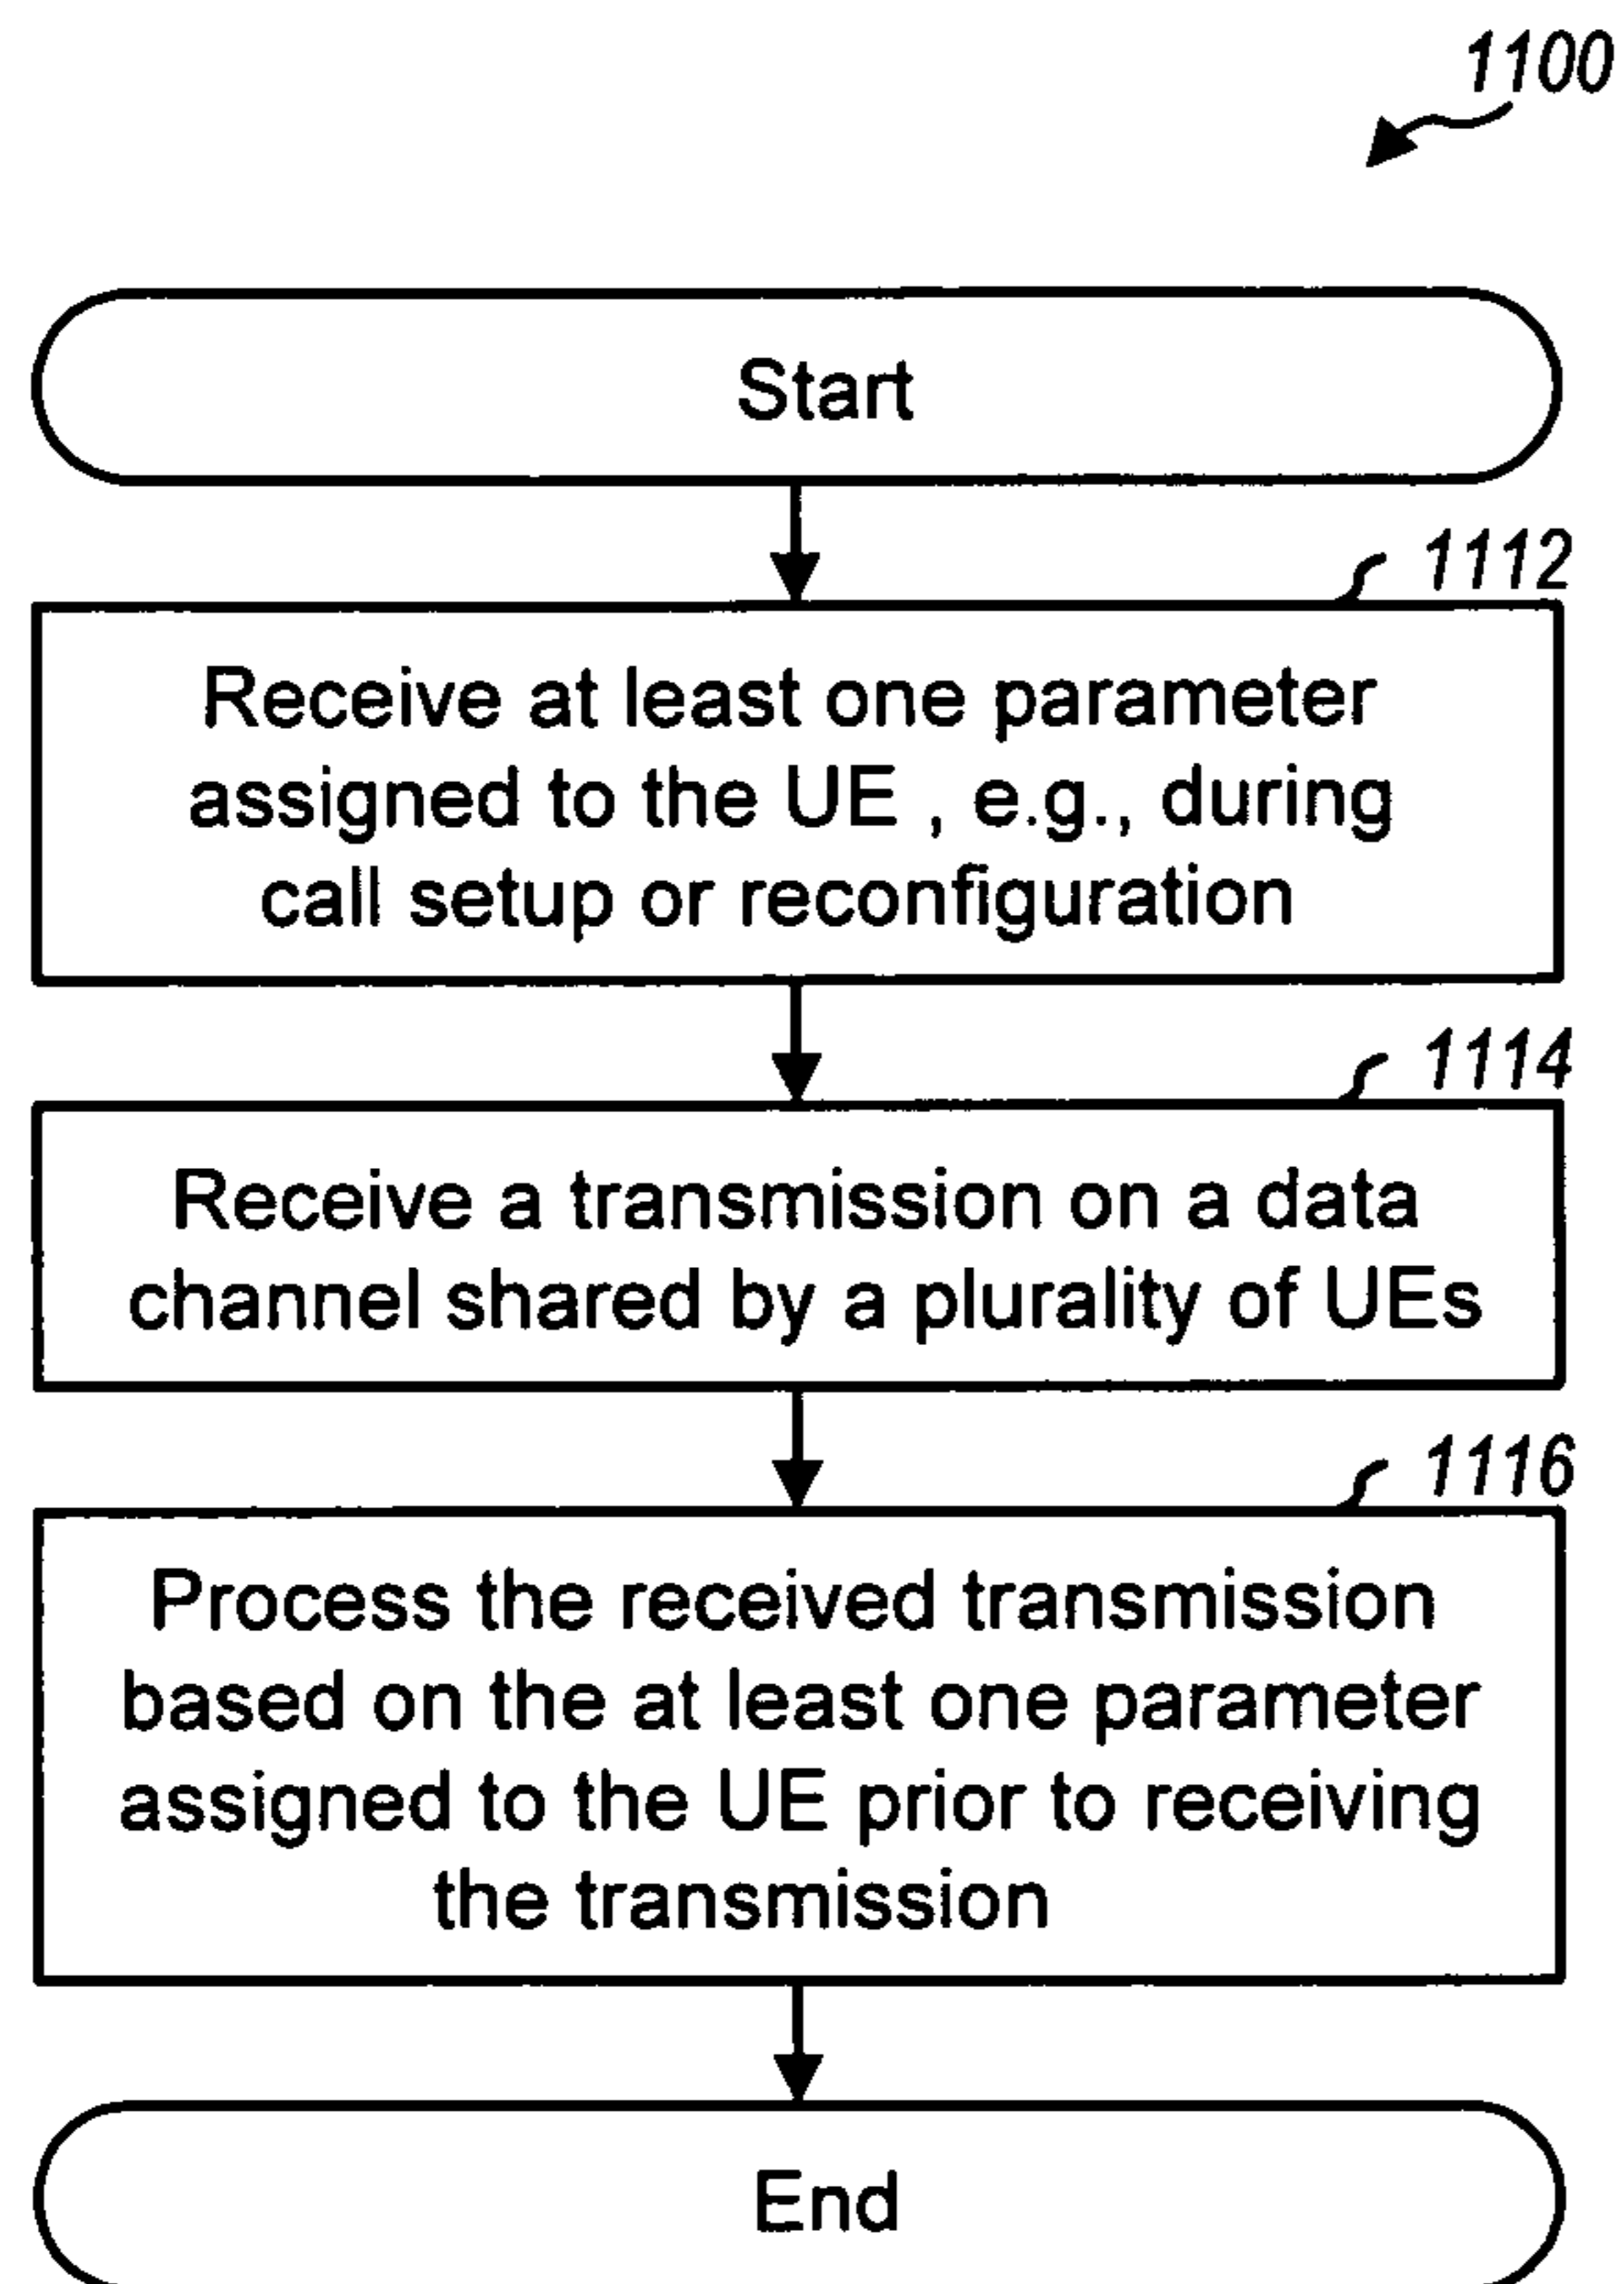 1100
Start
1112
Receive at least one parameter
assigned to the UE , e.g., during
call setup or reconfiguration
1114
Receive a transmission on a data
channel shared by a plurality of UEs
1116
Process the received transmission
based on the at least one parameter
assigned to the UE prior to receiving
the transmission
End